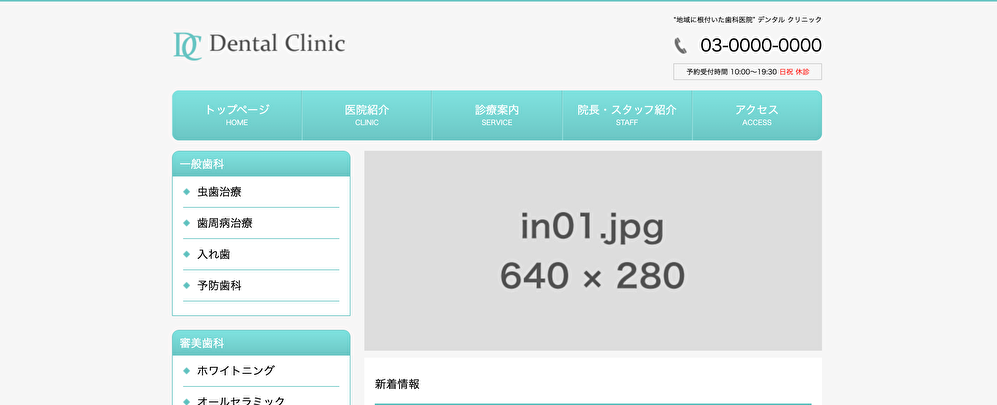 "地域に根付いた歯科医院" デンタル クリニック
DC Dental Clinic
03-0000-0000
予約受付時間 10:00〜19:30 日祝 休診
トップページ
HOME
医院紹介
CLINIC
診療案内
SERVICE
院長・スタッフ紹介
STAFF
アクセス
ACCESS
一般歯科
虫歯治療
歯周病治療
入れ歯
予防歯科
審美歯科
ホワイトニング
オールセラミック
in01.jpg
640 × 280
新着情報